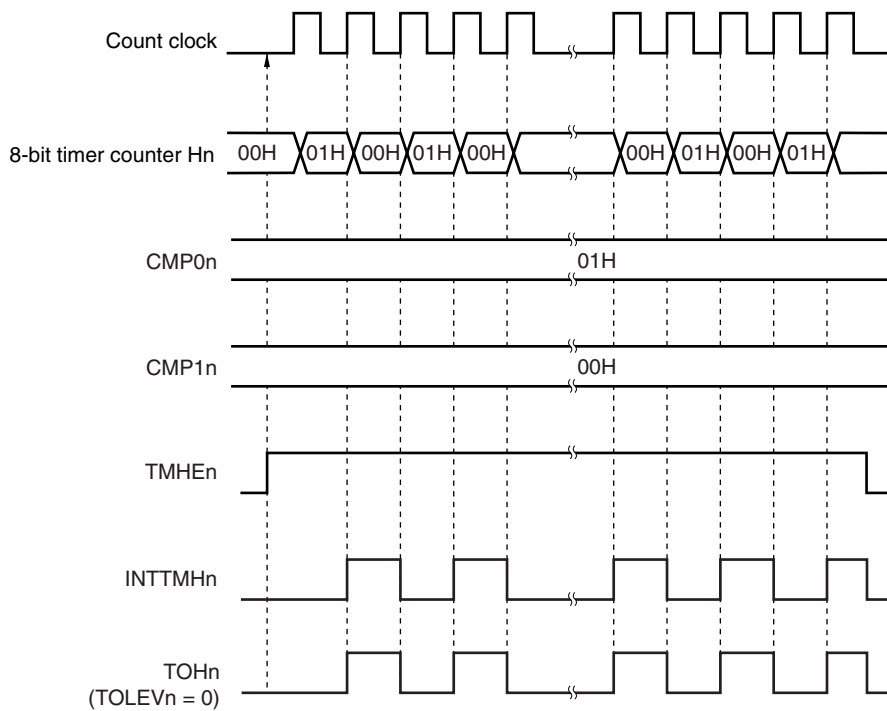 Count clock
8-bit timer counter Hn 00H 01H 00H 01H 00H 00H 01H 00H 01H
CMP0n 01H
CMP1n 00H
TMHEn
INTTMHn
TOHn
(TOLEVn = 0)